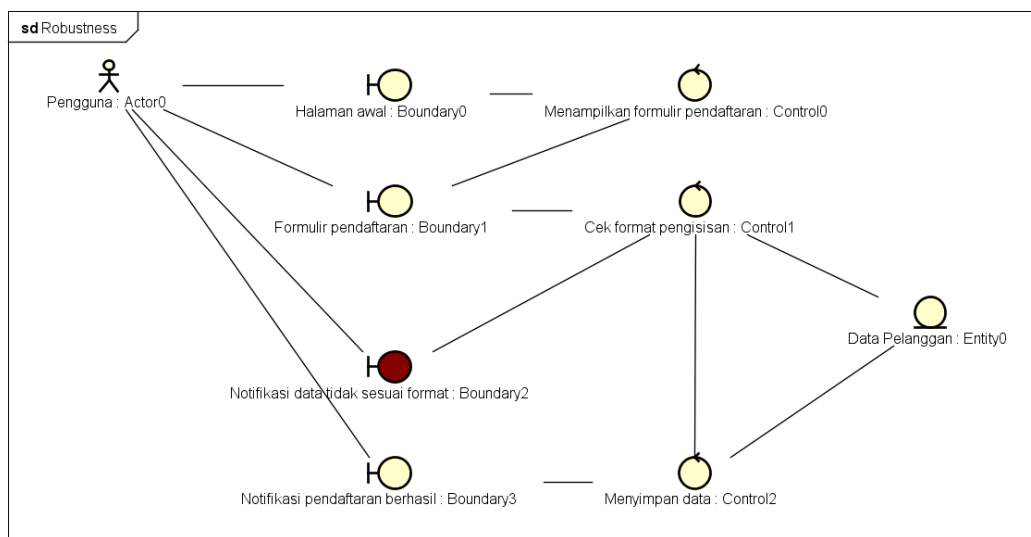 sd Robustness
Pengguna : Actor0
Halaman awal : Boundary0
Menampilkan formulir pendaftaran : Control0
Formulir pendaftaran : Boundary1
Cek format pengisisan : Control1
Data Pelanggan : Entity0
Notifikasi data tidak sesuai format : Boundary2
Notifikasi pendaftaran berhasil : Boundary3
Menyimpan data : Control2